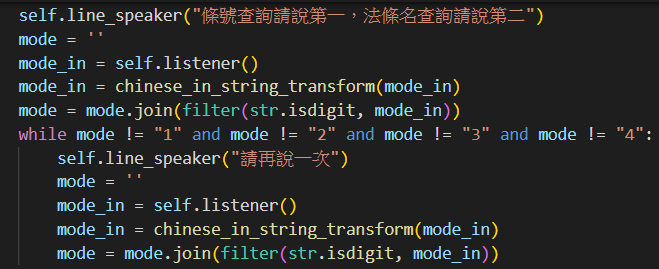 self.line_speaker("條號查詢請說第一，法條名查詢請說第二")
mode = ''
mode_in = self.listener()
mode_in = chinese_in_string_transform(mode_in)
mode = mode.join(filter(str.isdigit, mode_in))
while mode != "1" and mode != "2" and mode != "3" and mode != "4":
    self.line_speaker("請再說一次")
    mode = ''
    mode_in = self.listener()
    mode_in = chinese_in_string_transform(mode_in)
    mode = mode.join(filter(str.isdigit, mode_in))